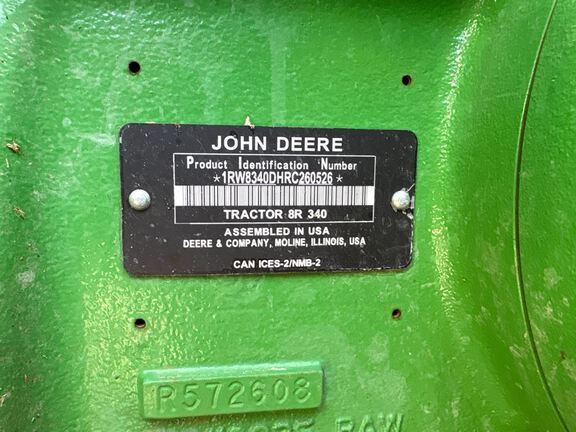 JOHN DEERE
Product Identification Number
*1RW8340DHRC260526*
TRACTOR 8R 340
ASSEMBLED IN USA
DEERE & COMPANY, MOLINE, ILLINOIS, USA
CAN ICES-2/NMB-2
R572608
RAW